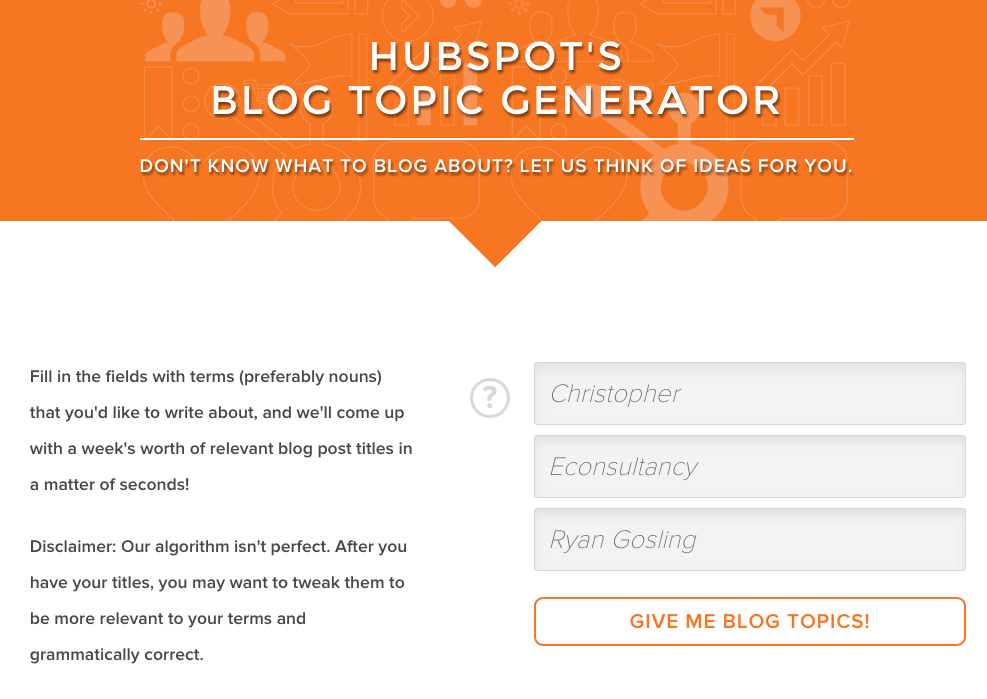 HUBSPOT'S
BLOG TOPIC GENERATOR
DON'T KNOW WHAT TO BLOG ABOUT? LET US THINK OF IDEAS FOR YOU.
Fill in the fields with terms (preferably nouns)
that you'd like to write about, and we'll come up
with a week's worth of relevant blog post titles in
a matter of seconds!
Disclaimer: Our algorithm isn't perfect. After you
have your titles, you may want to tweak them to
be more relevant to your terms and
grammatically correct.
?
Christopher
Econsultancy
Ryan Gosling
GIVE ME BLOG TOPICS!